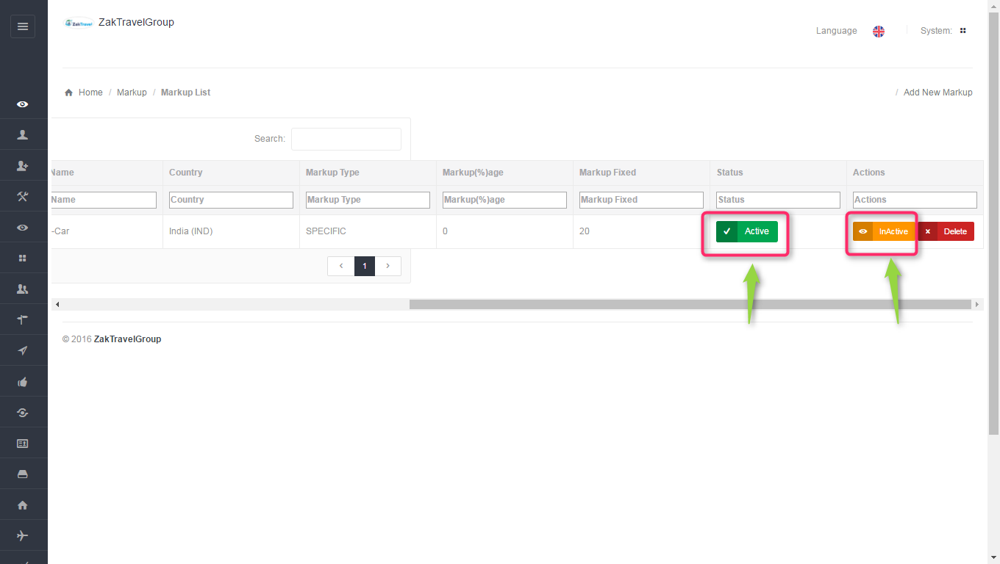 ZakTravel ZakTravelGroup
Language System:
Home / Markup / Markup List / Add New Markup
Search:
Name Country Markup Type Markup(%)age Markup Fixed Status Actions
Name Country Markup Type Markup(%)age Markup Fixed Status Actions
-Car India (IND) SPECIFIC 0 20 Active InActive Delete
1
© 2016 ZakTravelGroup